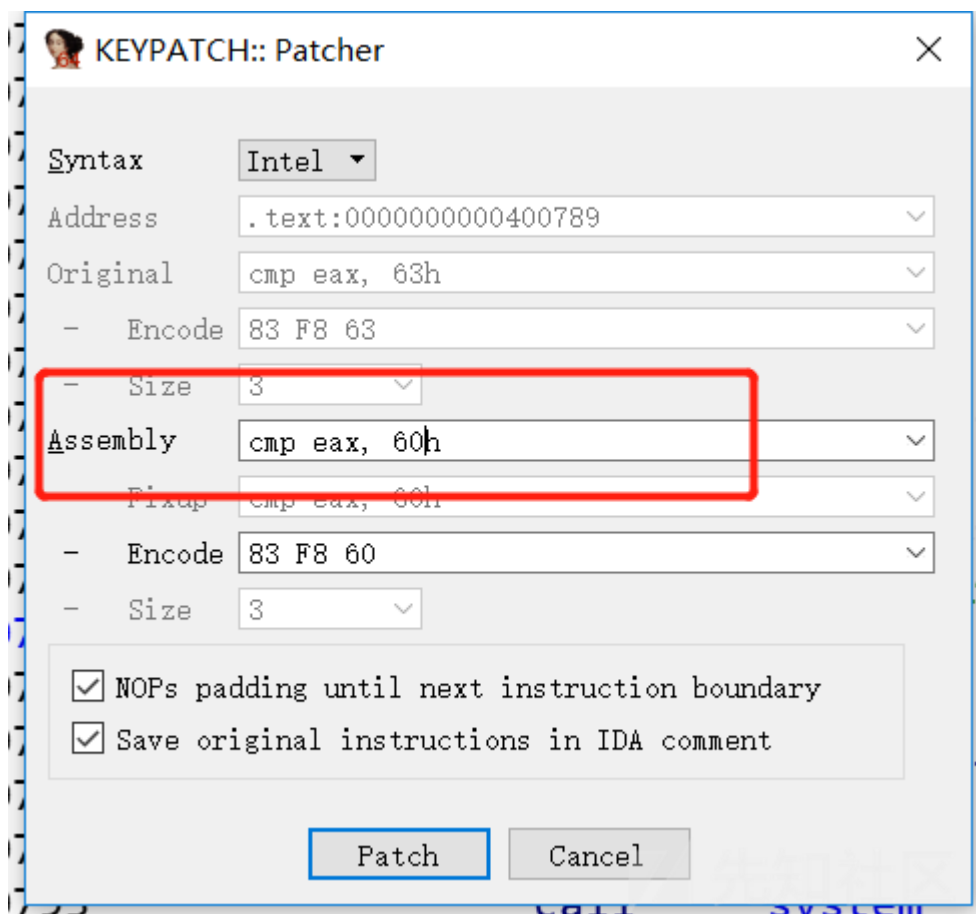 KEYPATCH:: Patcher
Syntax Intel
Address .text:0000000000400789
Original cmp eax, 63h
- Encode 83 F8 63
- Size 3
Assembly cmp eax, 60h
Fixup cmp eax, 60h
- Encode 83 F8 60
- Size 3
NOPs padding until next instruction boundary
Save original instructions in IDA comment
Patch Cancel
先知社区
call system